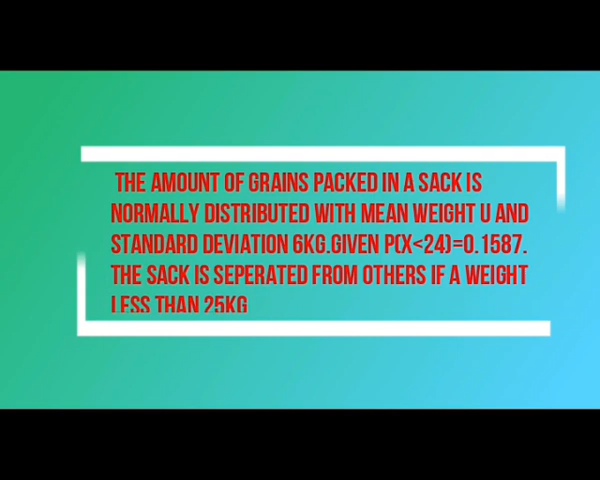 THE AMOUNT OF GRAINS PACKED IN A SACK IS
NORMALLY DISTRIBUTED WITH MEAN WEIGHT U AND
STANDARD DEVIATION 6KG.GIVEN P(X<24)=0.1587.
THE SACK IS SEPERATED FROM OTHERS IF A WEIGHT
LESS THAN 25KG